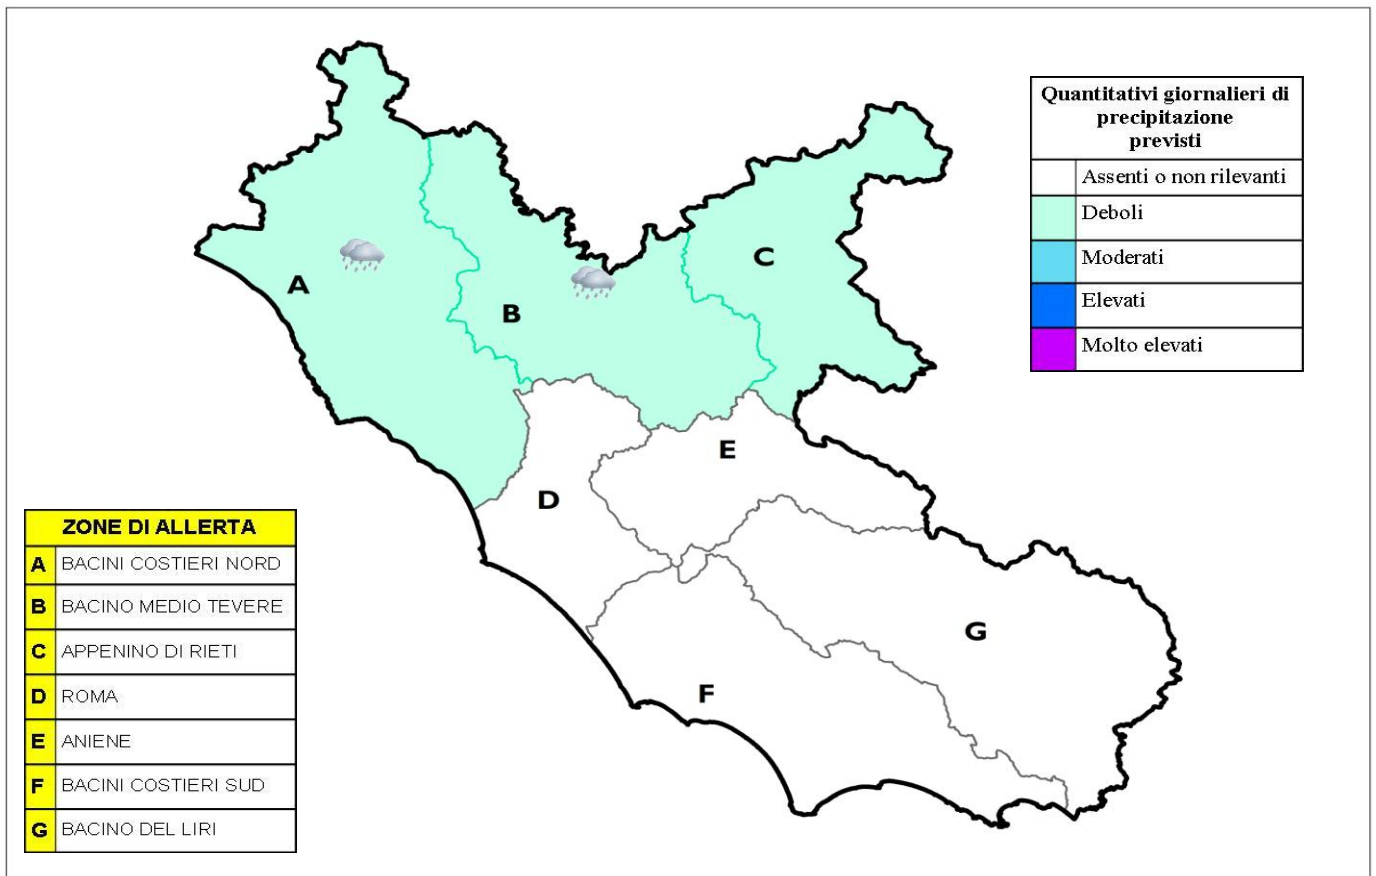 Quantitativi giornalieri di
precipitazione
previsti
Assenti o non rilevanti
Deboli
Moderati
Elevati
Molto elevati
A
B
C
D
E
F
G
ZONE DI ALLERTA
A BACINI COSTIERI NORD
B BACINO MEDIO TEVERE
C APPENINO DI RIETI
D ROMA
E ANIENE
F BACINI COSTIERI SUD
G BACINO DEL LIRI